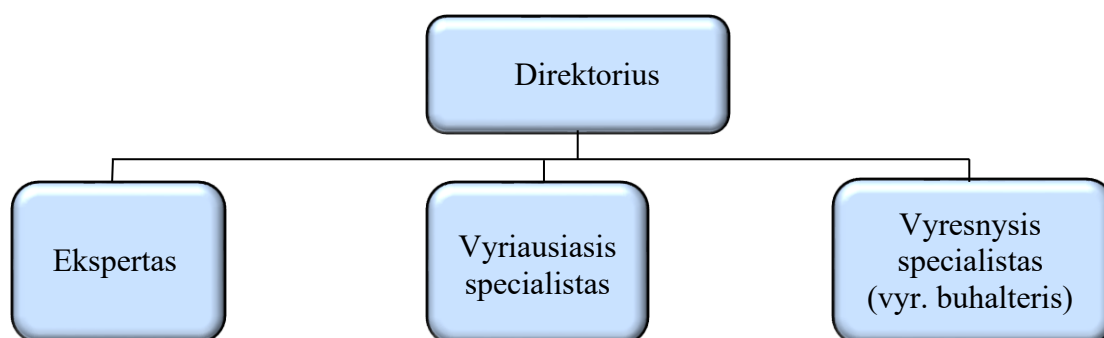 Direktorius
Ekspertas
Vyriausiasis
specialistas
Vyresnysis
specialistas
(vyr. buhalteris)